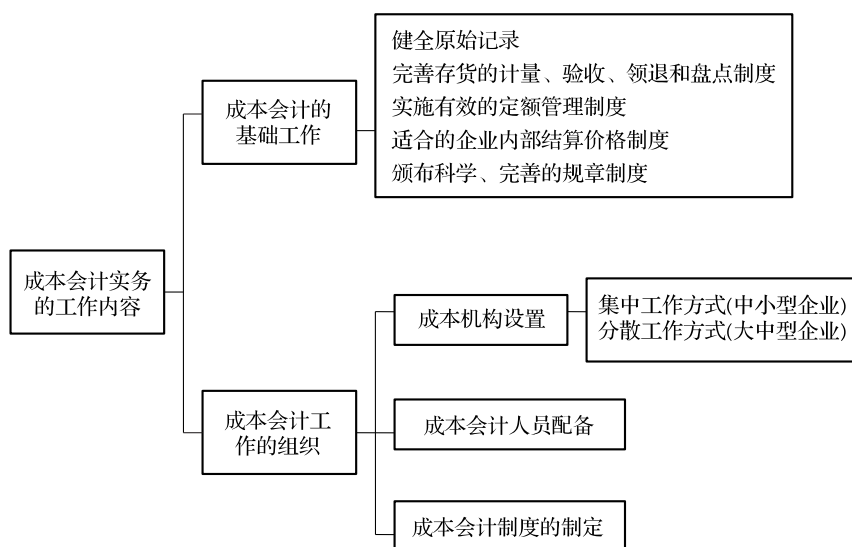 健全原始记录
完善存货的计量、验收、领退和盘点制度
实施有效的定额管理制度
适合的企业内部结算价格制度
颁布科学、完善的规章制度
成本会计的
基础工作
成本会计实务
的工作内容
成本机构设置
集中工作方式(中小型企业)
分散工作方式(大中型企业)
成本会计工
作的组织
成本会计人员配备
成本会计制度的制定